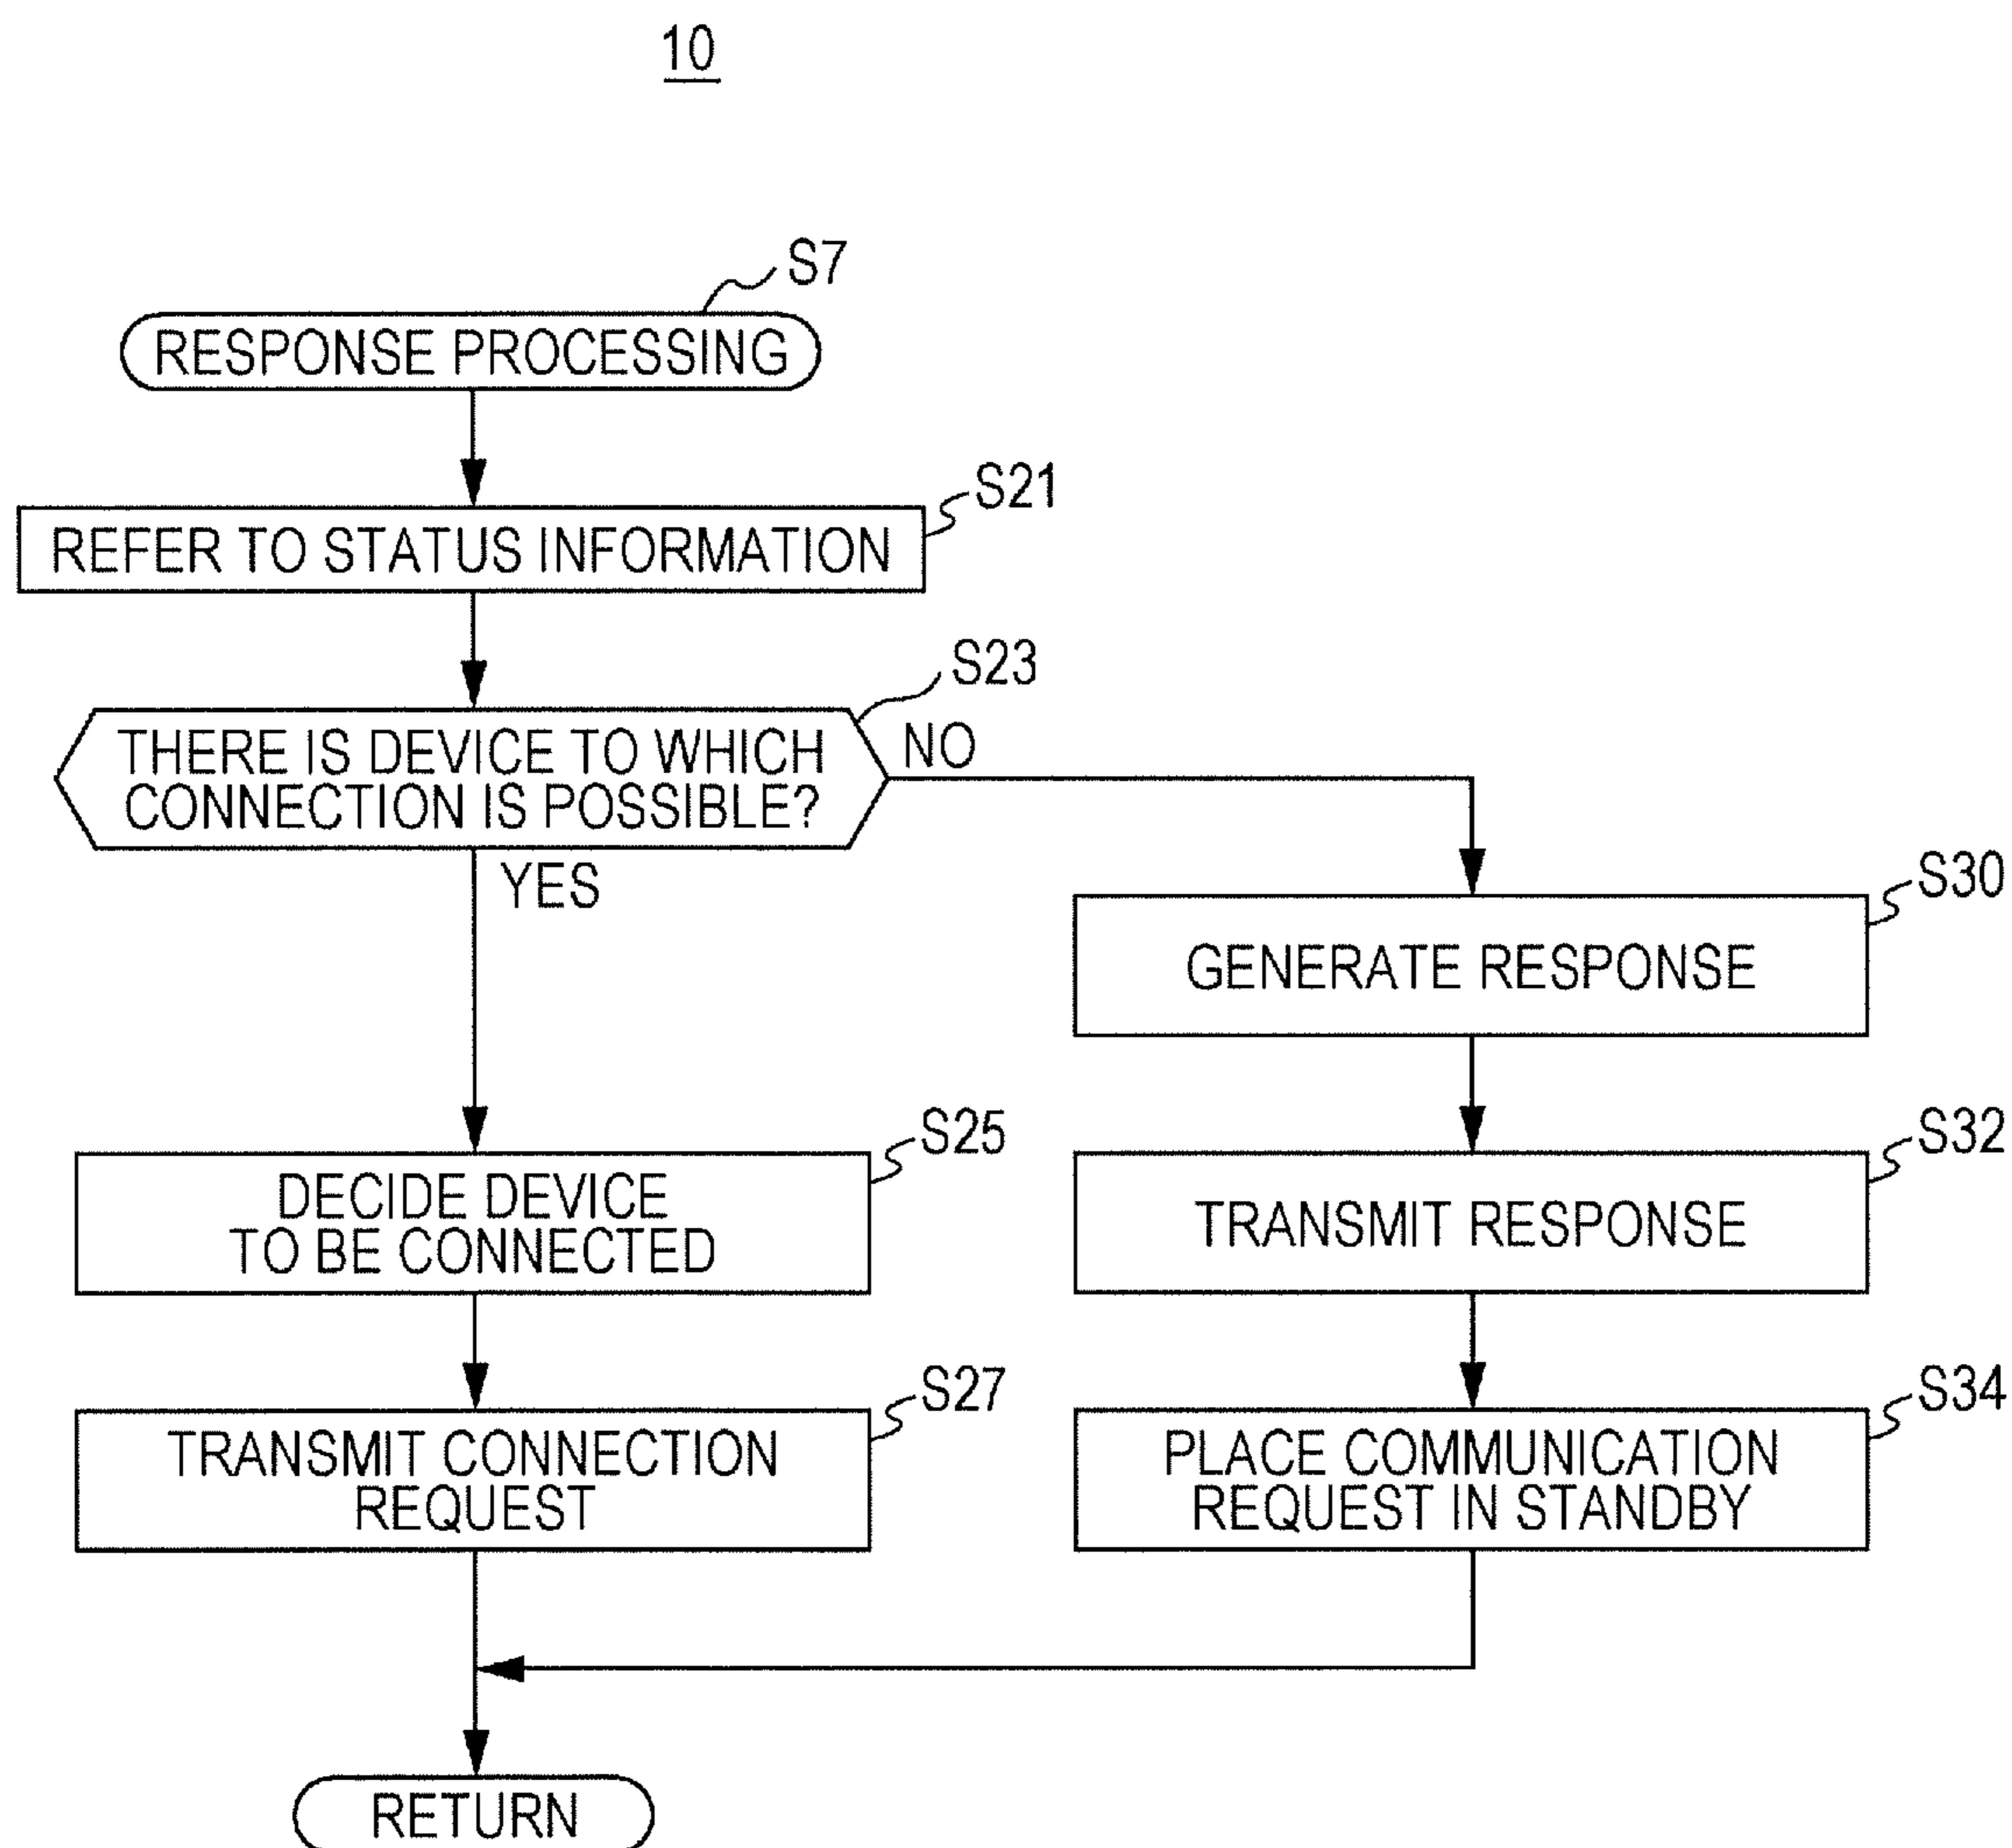 10
S7
RESPONSE PROCESSING
S21
REFER TO STATUS INFORMATION
S23
THERE IS DEVICE TO WHICH
CONNECTION IS POSSIBLE?
NO
YES
S30
GENERATE RESPONSE
S25
DECIDE DEVICE
TO BE CONNECTED
S32
TRANSMIT RESPONSE
S27
TRANSMIT CONNECTION
REQUEST
S34
PLACE COMMUNICATION
REQUEST IN STANDBY
RETURN